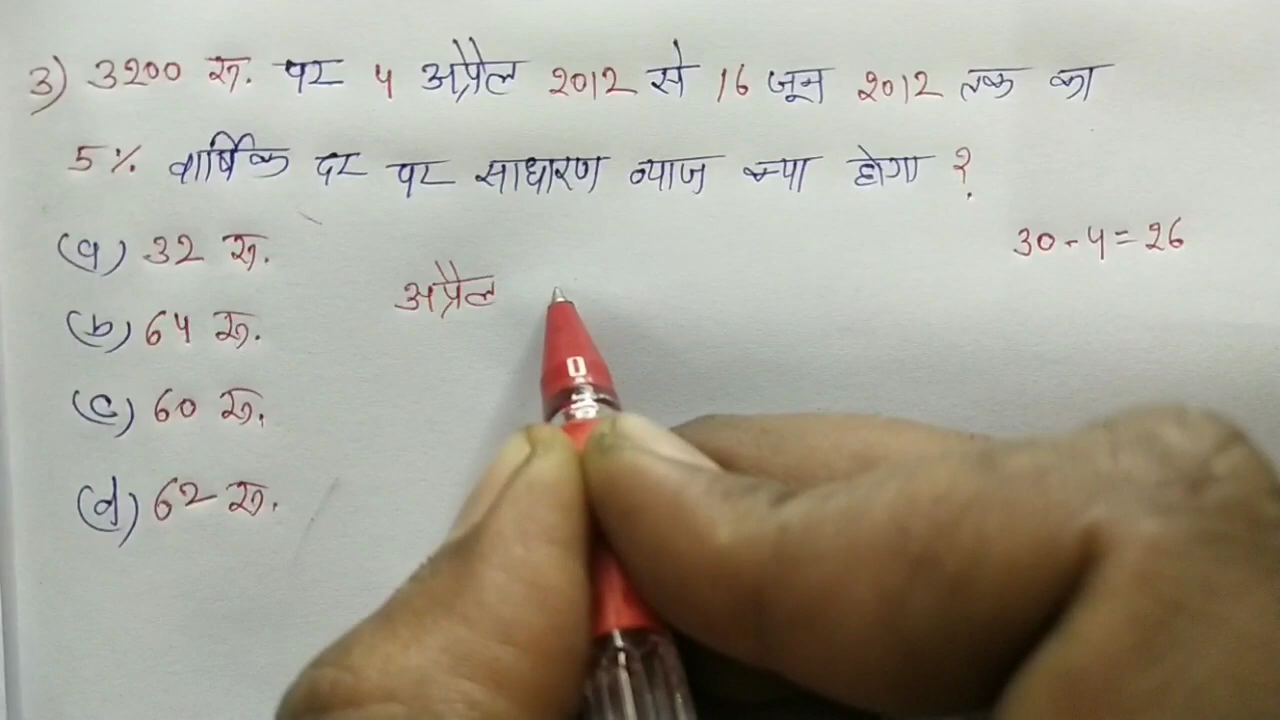 3) 3200 रु. पर 4 अप्रैल 2012 से 16 जून 2012 तक का
5% वार्षिक दर पर साधारण ब्याज क्या होगा ?
(a) 32 रु.
30-4=26
अप्रैल
(b) 64 रु.
(c) 60 रु.
(d) 62 रु.